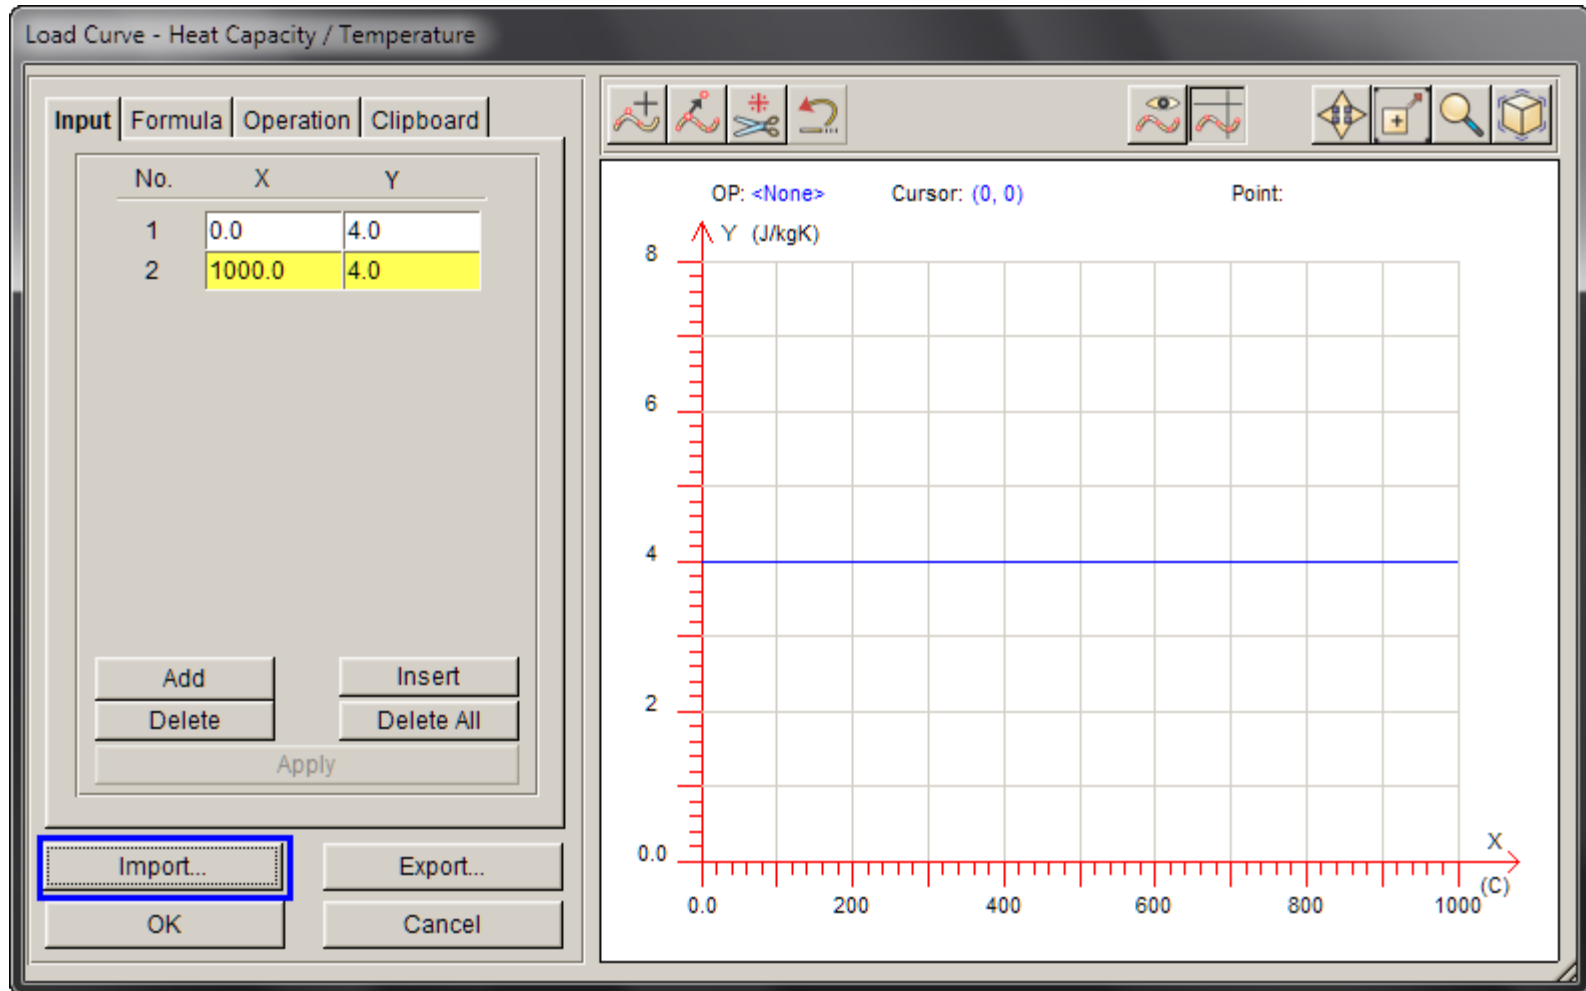 Load Curve - Heat Capacity / Temperature
Input Formula Operation Clipboard
No. X Y
1 0.0 4.0
2 1000.0 4.0
Add Insert
Delete Delete All
Apply
Import... Export...
OK Cancel
OP: <None> Cursor: (0, 0) Point:
Y (J/kgK)
8
6
4
2
0.0
X
(C)
0.0 200 400 600 800 1000